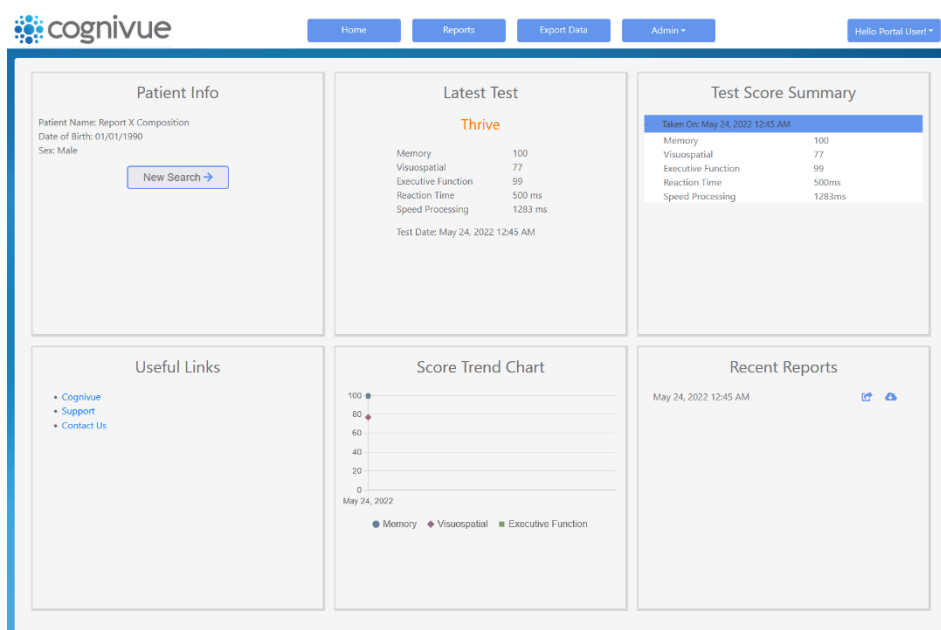 cognivue
Home
Reports
Export Data
Admin
Hello Portal User!
Patient Info
Patient Name: Report X Composition
Date of Birth: 01/01/1990
Sex: Male
New Search →
Latest Test
Thrive
Memory 100
Visuospatial 77
Executive Function 99
Reaction Time 500 ms
Speed Processing 1283 ms
Test Date: May 24, 2022 12:45 AM
Test Score Summary
Taken On: May 24, 2022 12:45 AM
Memory 100
Visuospatial 77
Executive Function 99
Reaction Time 500ms
Speed Processing 1283ms
Useful Links
• Cognivue
• Support
• Contact Us
Score Trend Chart
100
80
60
40
20
0
May 24, 2022
Memory Visuospatial Executive Function
Recent Reports
May 24, 2022 12:45 AM